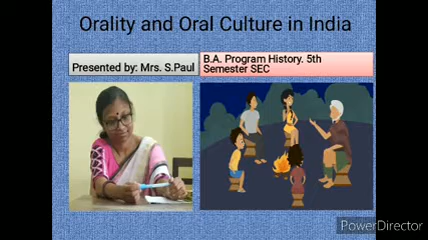 Orality and Oral Culture in India
Presented by: Mrs. S.Paul
B.A. Program History. 5th
Semester SEC
PowerDirector